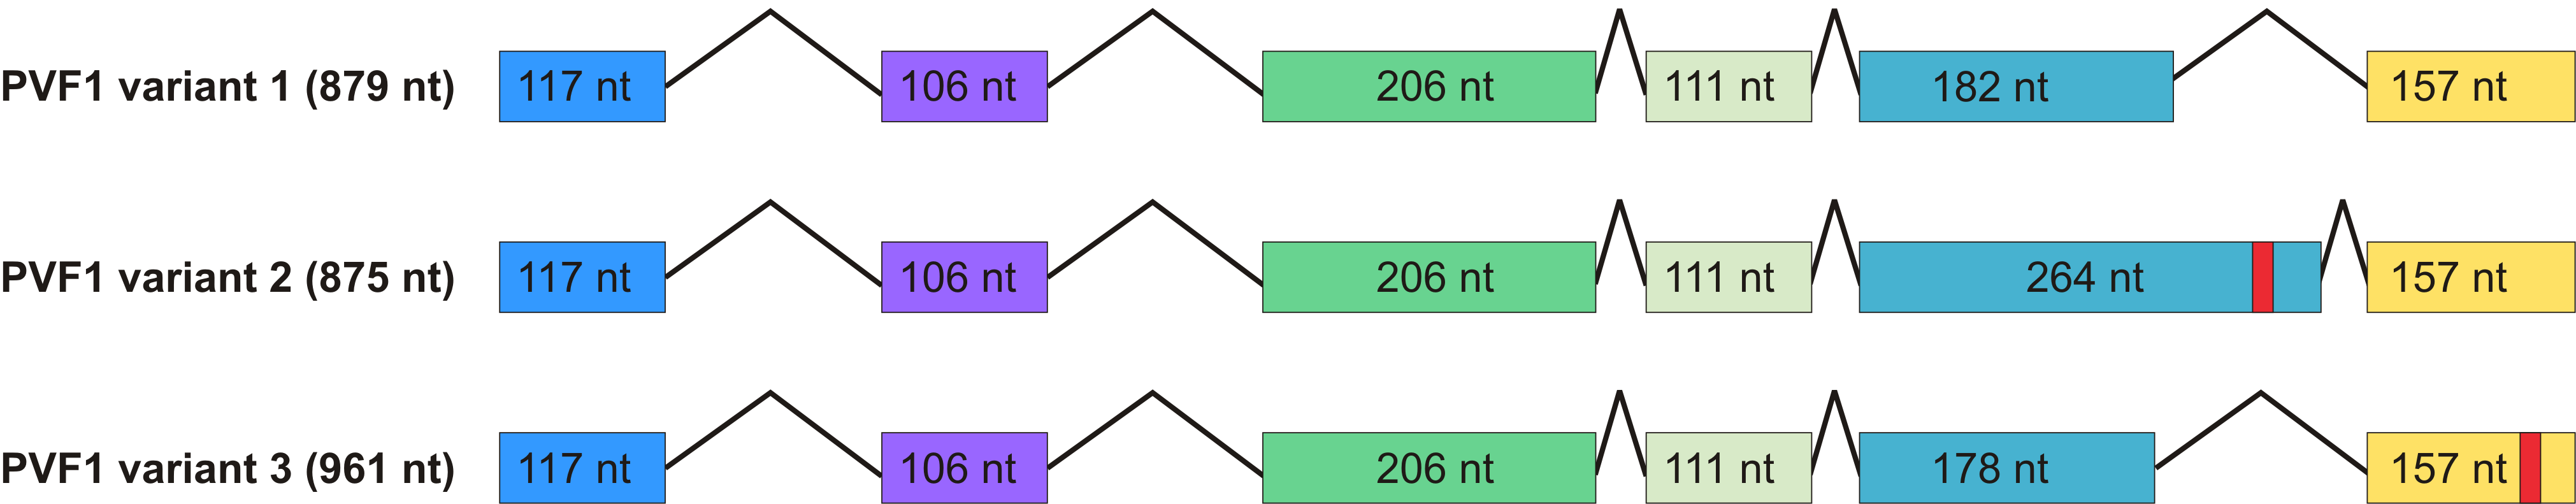 PVF1 variant 1 (879 nt) 117 nt 106 nt 206 nt 111 nt 182 nt 157 nt
PVF1 variant 2 (875 nt) 117 nt 106 nt 206 nt 111 nt 264 nt 157 nt
PVF1 variant 3 (961 nt) 117 nt 106 nt 206 nt 111 nt 178 nt 157 nt